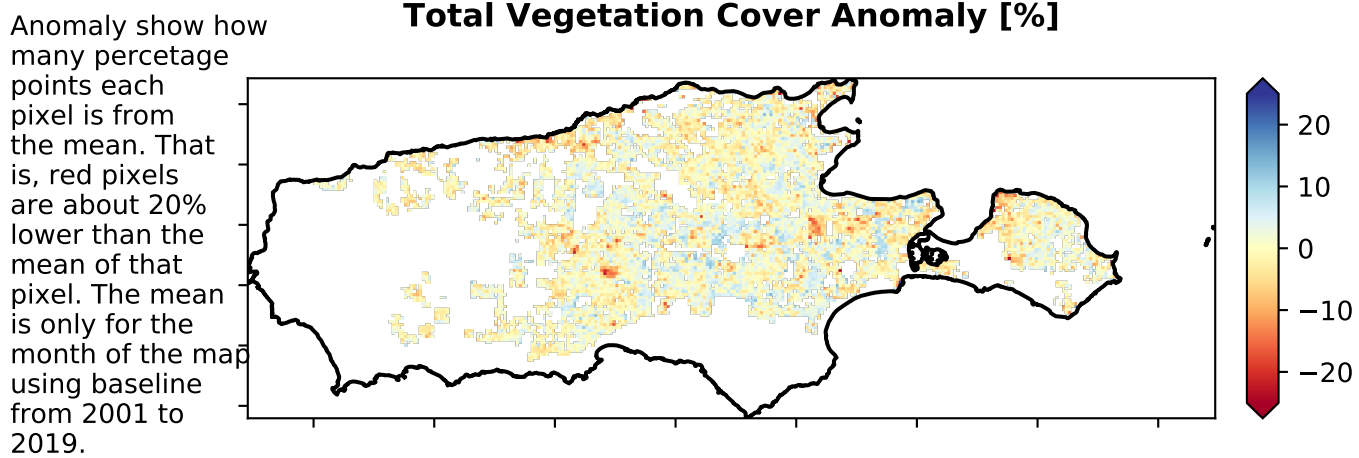 Total Vegetation Cover Anomaly [%]
Anomaly show how
many percetage
points each
pixel is from
the mean. That
is, red pixels
are about 20%
lower than the
mean of that
pixel. The mean
is only for the
month of the map
using baseline
from 2001 to
2019.
20
10
0
−10
−20